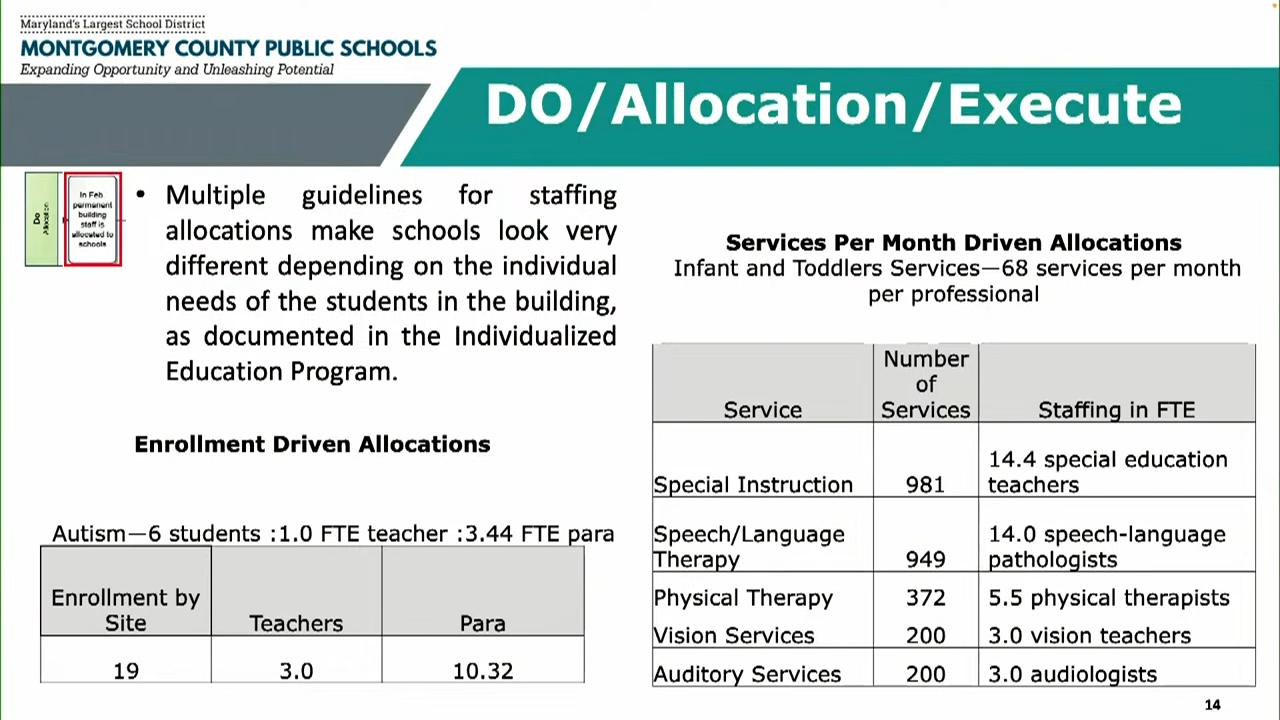 Maryland's Largest School District
MONTGOMERY COUNTY PUBLIC SCHOOLS
Expanding Opportunity and Unleashing Potential
DO/Allocation/Execute
Do
Allocation
In Feb
permanent
building
staff is
allocated to
schools
• Multiple guidelines for staffing
allocations make schools look very
different depending on the individual
needs of the students in the building,
as documented in the Individualized
Education Program.
Enrollment Driven Allocations
Autism—6 students :1.0 FTE teacher :3.44 FTE para
Enrollment by
Site
Teachers
Para
19
3.0
10.32
Services Per Month Driven Allocations
Infant and Toddlers Services—68 services per month
per professional
Service
Number
of
Services
Staffing in FTE
Special Instruction
981
14.4 special education
teachers
Speech/Language
Therapy
949
14.0 speech-language
pathologists
Physical Therapy
372
5.5 physical therapists
Vision Services
200
3.0 vision teachers
Auditory Services
200
3.0 audiologists
14